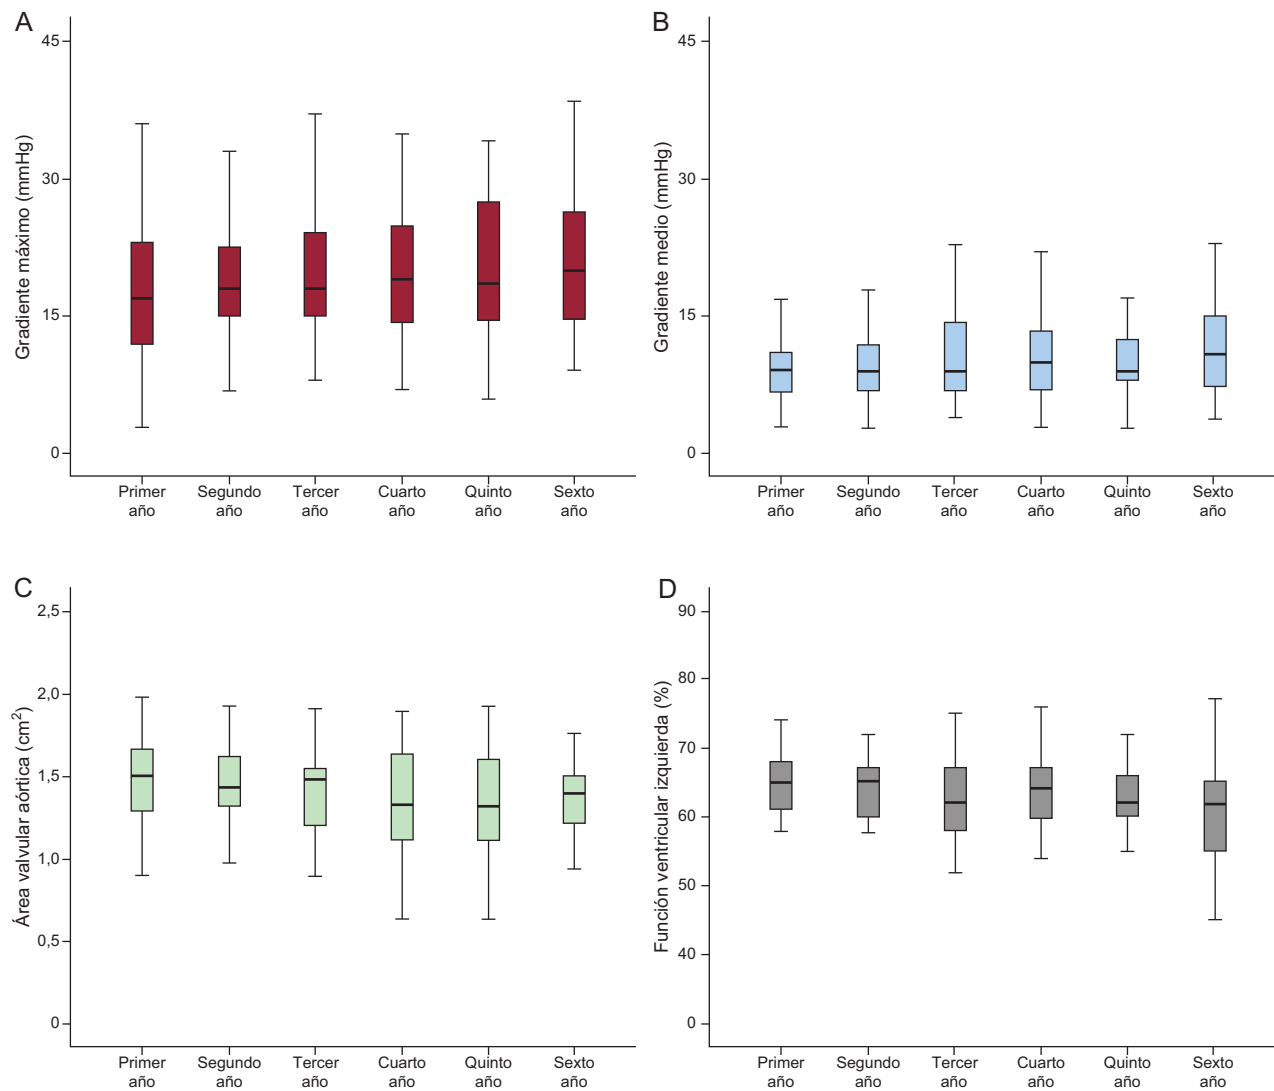 A
Gradiente máximo (mmHg)
45
30
15
0
Primer año
Segundo año
Tercer año
Cuarto año
Quinto año
Sexto año
B
Gradiente medio (mmHg)
45
30
15
0
Primer año
Segundo año
Tercer año
Cuarto año
Quinto año
Sexto año
C
Área valvular aórtica (cm²)
2,5
2,0
1,5
1,0
0,5
0
Primer año
Segundo año
Tercer año
Cuarto año
Quinto año
Sexto año
D
Función ventricular izquierda (%)
90
80
70
60
50
40
0
Primer año
Segundo año
Tercer año
Cuarto año
Quinto año
Sexto año